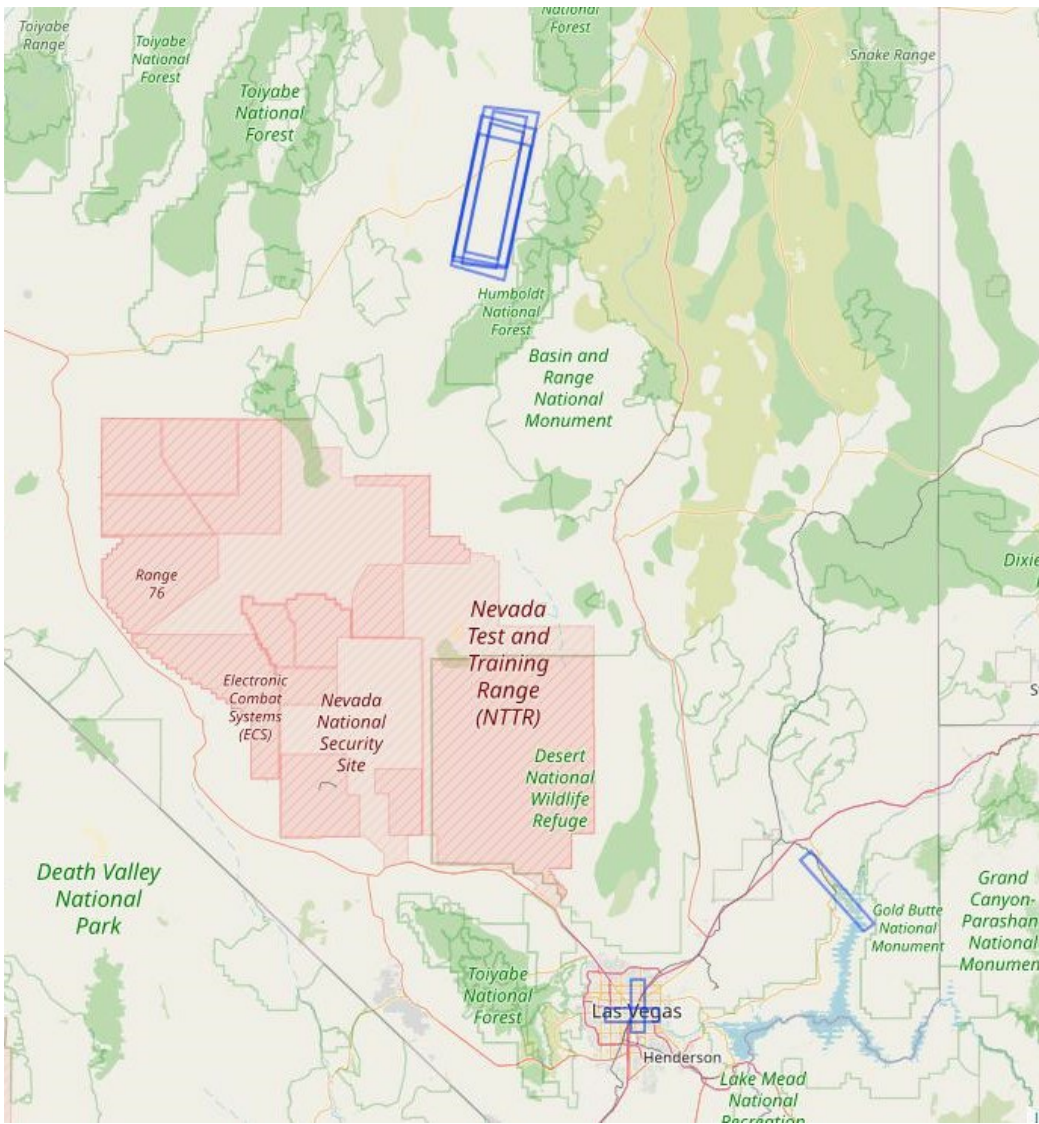 National
Forest
Toiyabe
Range
Toiyabe
National
Forest
Snake Range
Toiyabe
National
Forest
Humboldt
National
Forest
Basin and
Range
National
Monument
Range
76
Dixie
Nevada
Test and
Training
Range
(NTTR)
Electronic
Combat
Systems
(ECS)
Nevada
National
Security
Site
S
Desert
National
Wildlife
Refuge
Death Valley
National
Park
Grand
Canyon-
Parashan
National
Monumen
Gold Butte
National
Monument
Toiyabe
National
Forest
Las Vegas
Henderson
Lake Mead
National
Recreation